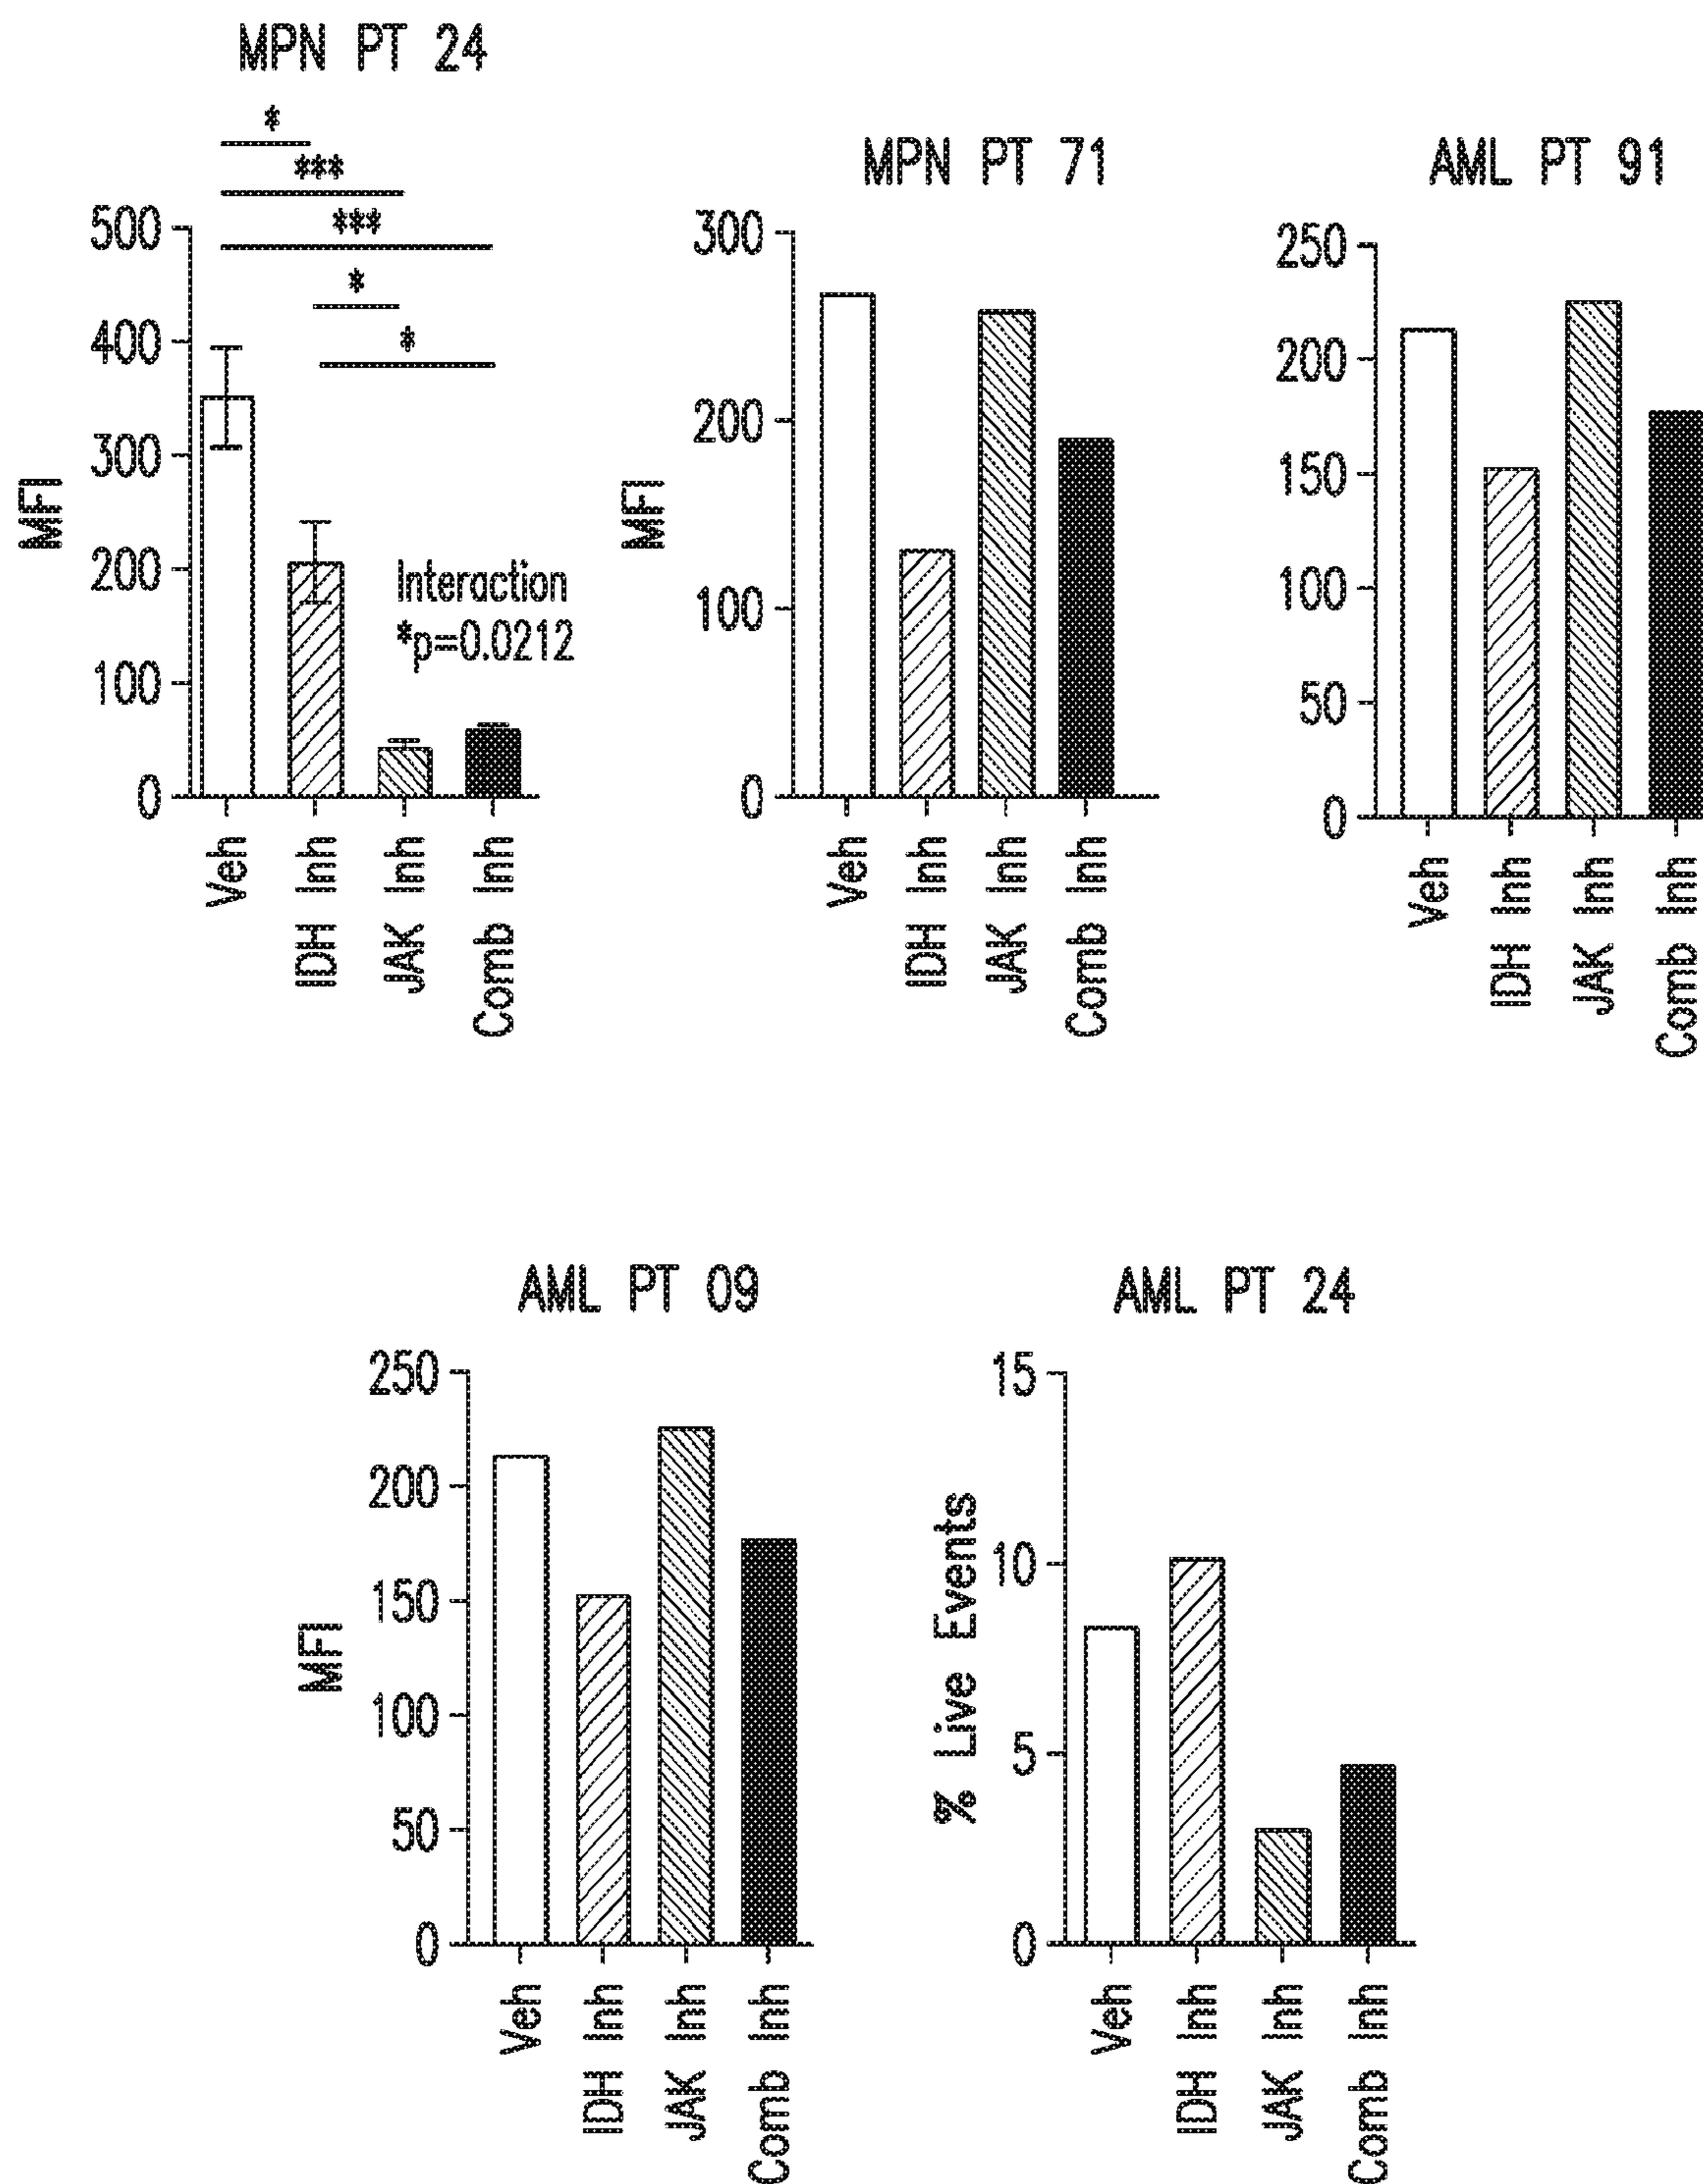 MPN PT 24
*
***
***
*
*
500
400
300
200
100
0
MFI
Interaction
*p=0.0212
Veh
IDH Inh
JAK Inh
Comb Inh
MPN PT 71
300
200
100
0
MFI
Veh
IDH Inh
JAK Inh
Comb Inh
AML PT 91
250
200
150
100
50
0
Veh
IDH Inh
JAK Inh
Comb Inh
AML PT 09
250
200
150
100
50
0
MFI
Veh
IDH Inh
JAK Inh
Comb Inh
AML PT 24
15
10
5
0
% Live Events
Veh
IDH Inh
JAK Inh
Comb Inh